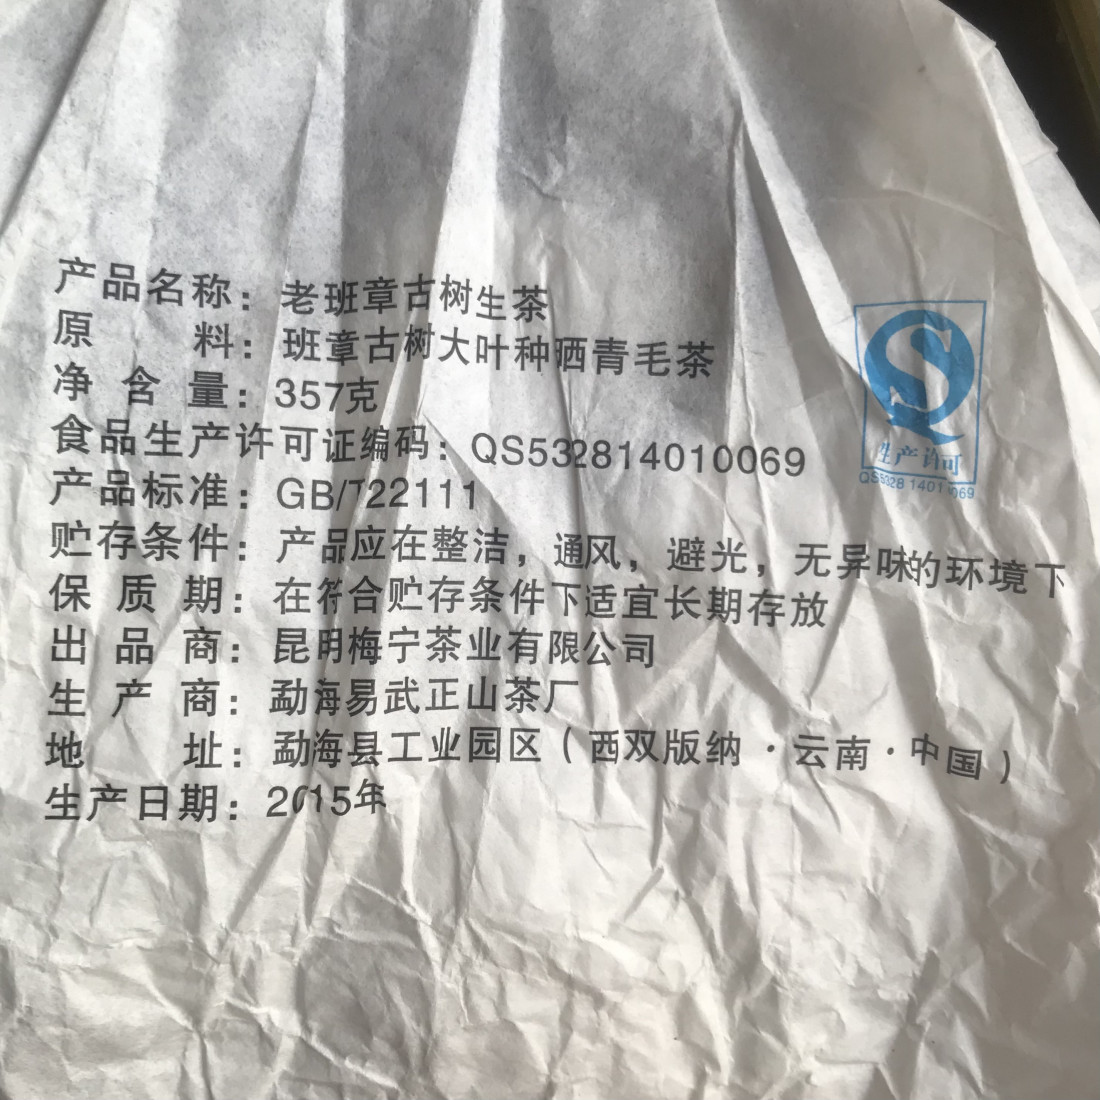 产品名称：老班章古树生茶
原料：班章古树大叶种晒青毛茶
净含量：357克
食品生产许可证编码：QS532814010069
产品标准：GB/T22111
贮存条件：产品应在整洁，通风，避光，无异味的环境下
保质期：在符合贮存条件下适宜长期存放
出品商：昆明梅宁茶业有限公司
生产商：勐海易武正山茶厂
地址：勐海县工业园区（西双版纳·云南·中国）
生产日期：2015年
生产许可
QS5328 1401 0069